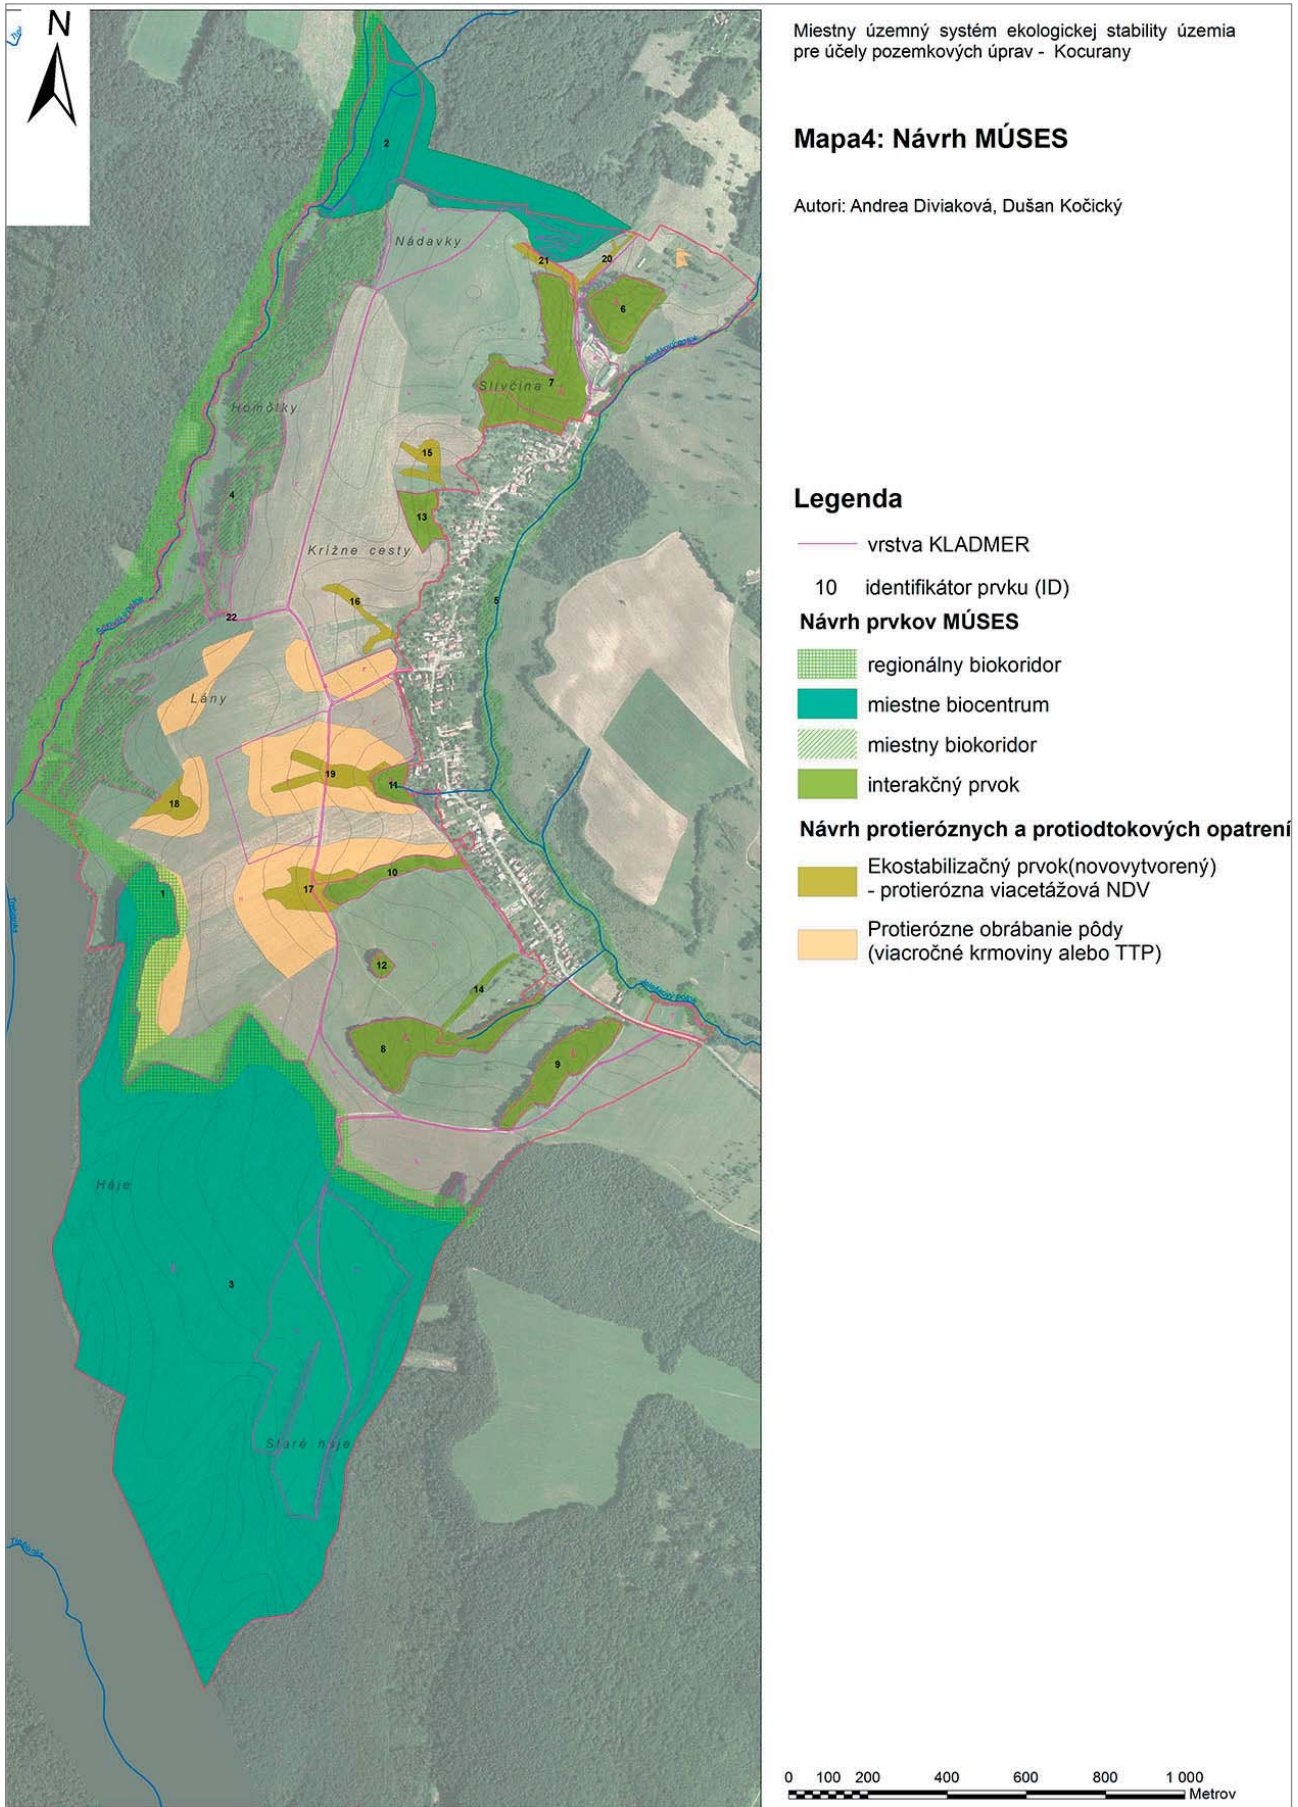 N
Miestny územný systém ekologickej stability územia
pre účely pozemkových úprav - Kocurany
Mapa4: Návrh MÚSES
Autori: Andrea Diviaková, Dušan Kočický
2
Nádavky
21
20
6
7
Slivčina
Homôlky
15
4
13
Krížne cesty
16
5
22
Lány
19
11
18
10
17
1
12
14
8
9
Háje
3
Staré háje
Legenda
vrstva KLADMER
10 identifikátor prvku (ID)
Návrh prvkov MÚSES
regionálny biokoridor
miestne biocentrum
miestny biokoridor
interakčný prvok
Návrh protieróznych a protiodtokových opatrení
Ekostabilizačný prvok(novovytvorený)
- protierózna viacetážová NDV
Protierózne obrábanie pôdy
(viacročné krmoviny alebo TTP)
0 100 200 400 600 800 1 000
Metrov